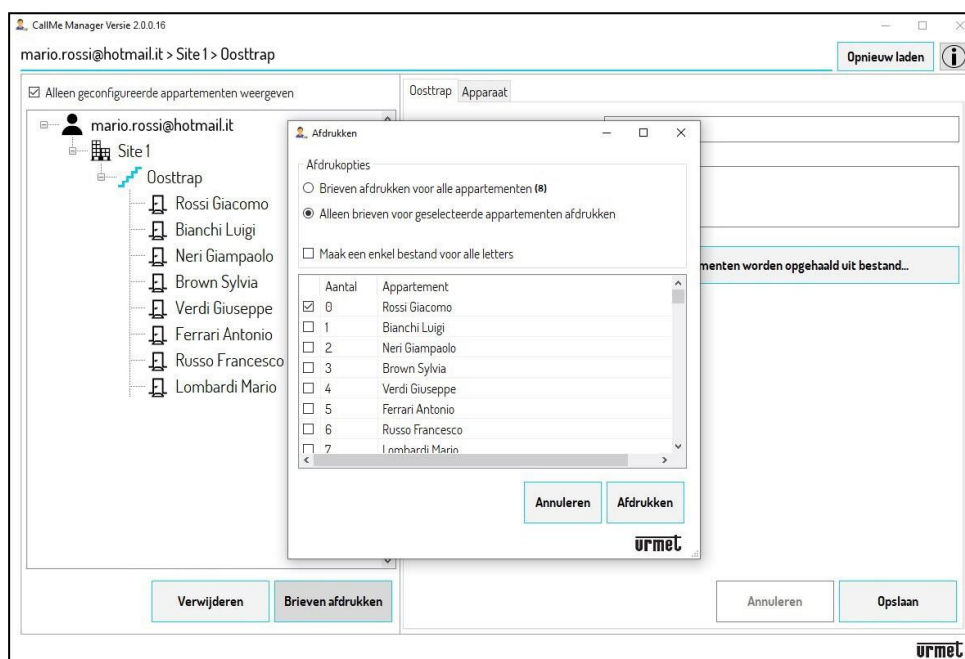 CallMe Manager Versie 2.0.0.16
mario.rossi@hotmail.it > Site 1 > Oosttrap
Opnieuw laden
Alleen geconfigureerde appartementen weergeven
mario.rossi@hotmail.it
Site 1
Oosttrap
Rossi Giacomo
Bianchi Luigi
Neri Giampaolo
Brown Sylvia
Verdi Giuseppe
Ferrari Antonio
Russo Francesco
Lombardi Mario
Verwijderen
Brieven afdrukken
Oosttrap Apparaat
menten worden opgehaald uit bestand...
Afdrukken
Afdrukopties
Brieven afdrukken voor alle appartementen (8)
Alleen brieven voor geselecteerde appartementen afdrukken
Maak een enkel bestand voor alle letters
Aantal Appartement
0 Rossi Giacomo
1 Bianchi Luigi
2 Neri Giampaolo
3 Brown Sylvia
4 Verdi Giuseppe
5 Ferrari Antonio
6 Russo Francesco
7 Lombardi Mario
Annuleren Afdrukken
urmet
Annuleren Opslaan
urmet